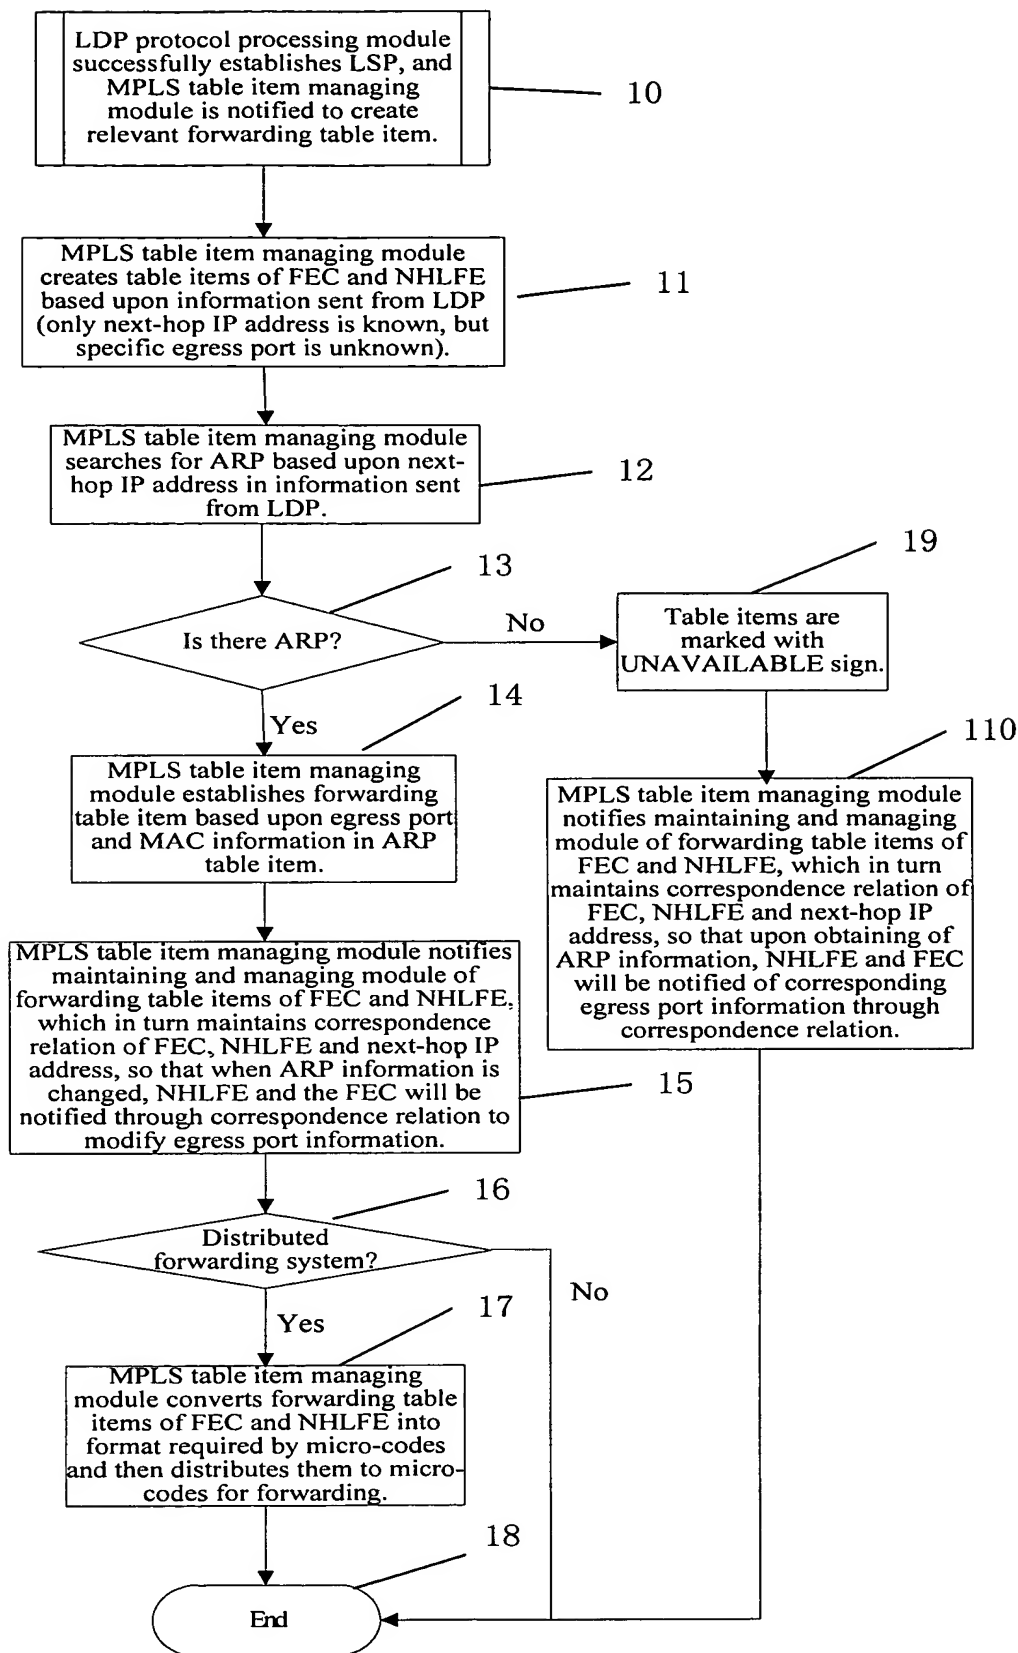 LDP protocol processing module
successfully establishes LSP, and
MPLS table item managing
module is notified to create
relevant forwarding table item.
10
MPLS table item managing module
creates table items of FEC and NHLFE
based upon information sent from LDP
(only next-hop IP address is known, but
specific egress port is unknown).
11
MPLS table item managing module
searches for ARP based upon next-
hop IP address in information sent
from LDP.
12
13
Is there ARP?
No
19
Table items are
marked with
UNAVAILABLE sign.
Yes
14
MPLS table item managing
module establishes forwarding
table item based upon egress port
and MAC information in ARP
table item.
110
MPLS table item managing module
notifies maintaining and managing
module of forwarding table items of
FEC and NHLFE, which in turn
maintains correspondence relation of
FEC, NHLFE and next-hop IP
address, so that upon obtaining of
ARP information, NHLFE and FEC
will be notified of corresponding
egress port information through
correspondence relation.
MPLS table item managing module notifies
maintaining and managing module of
forwarding table items of FEC and NHLFE,
which in turn maintains correspondence
relation of FEC, NHLFE and next-hop IP
address, so that when ARP information is
changed, NHLFE and the FEC will be
notified through correspondence relation to
modify egress port information.
15
16
Distributed
forwarding system?
No
Yes
17
MPLS table item managing
module converts forwarding table
items of FEC and NHLFE into
format required by micro-codes
and then distributes them to micro-
codes for forwarding.
18
End